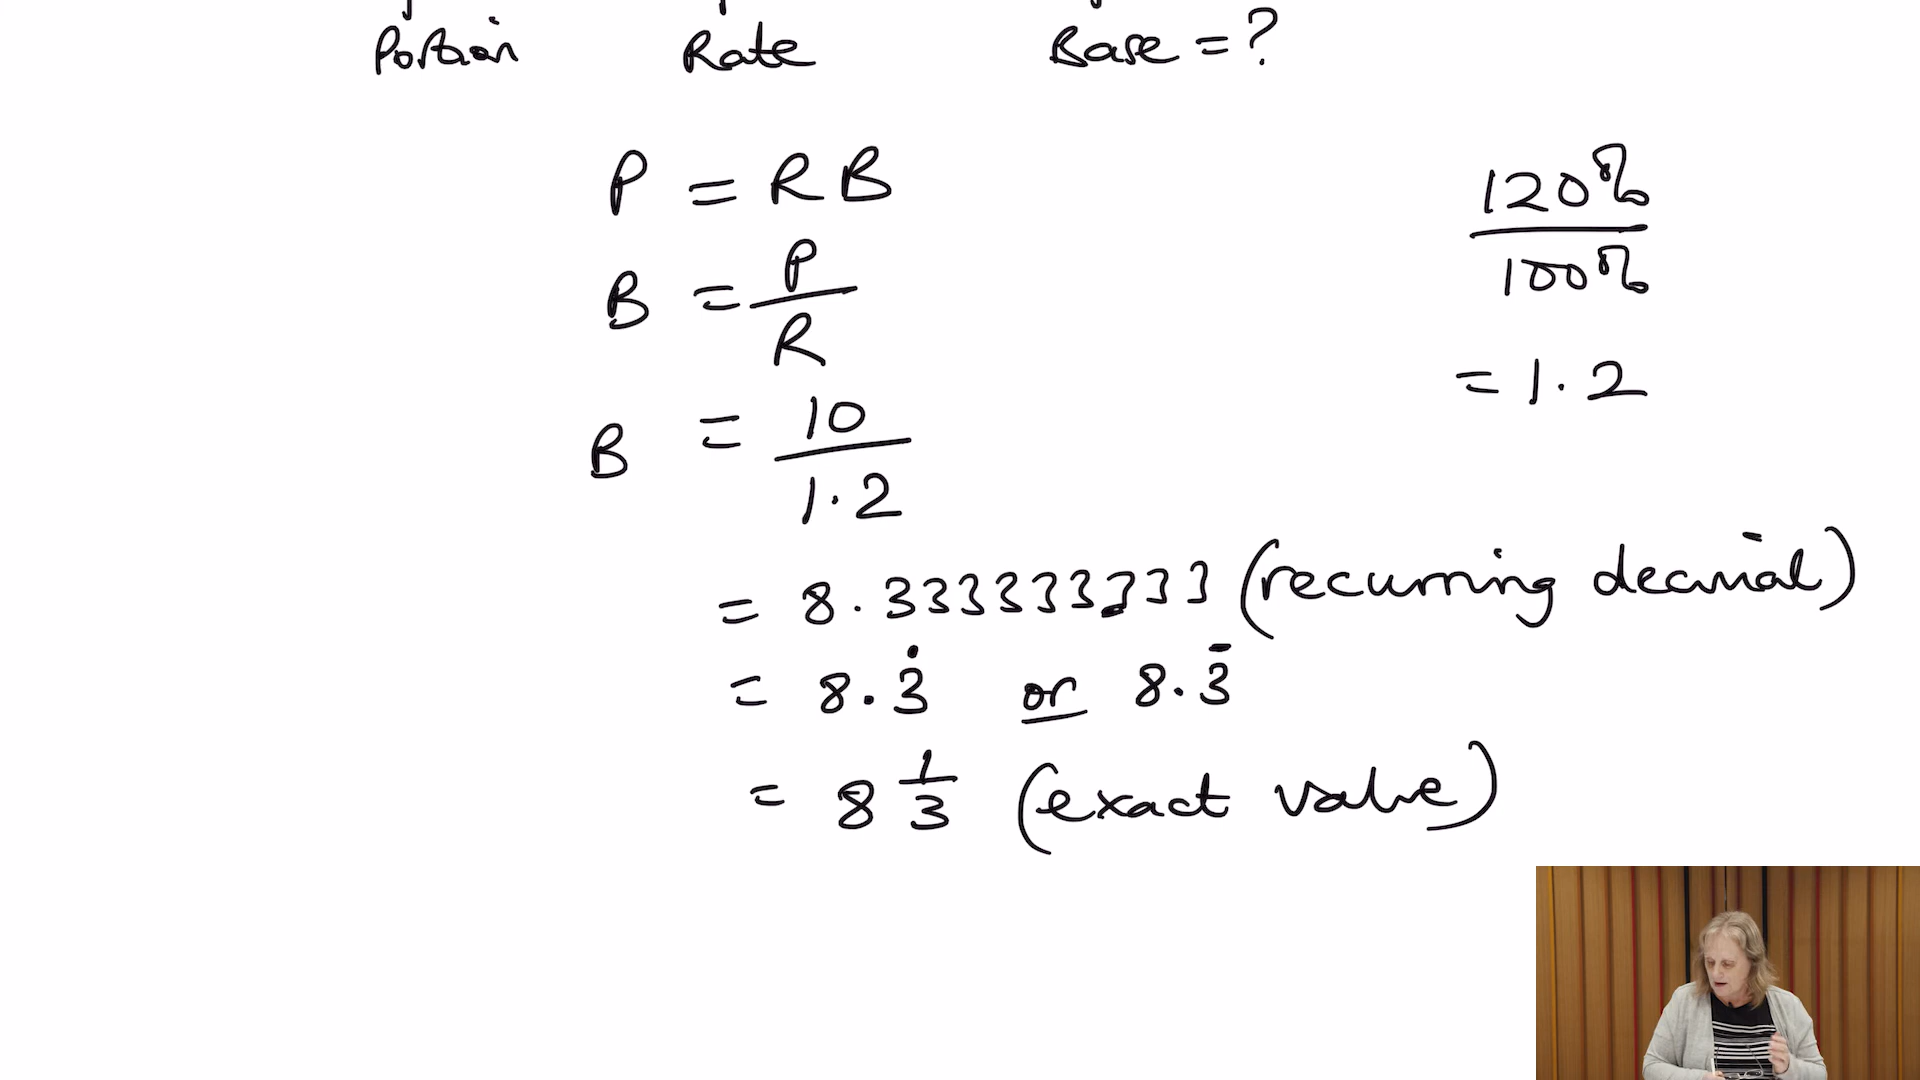 Portion Rate Base = ?
P = RB
120%
100%
= 1.2
B = P/R
B = 10/1.2
= 8.333333333 (recurring decimal)
= 8.3̇ or 8.3̄
= 8 1/3 (exact value)